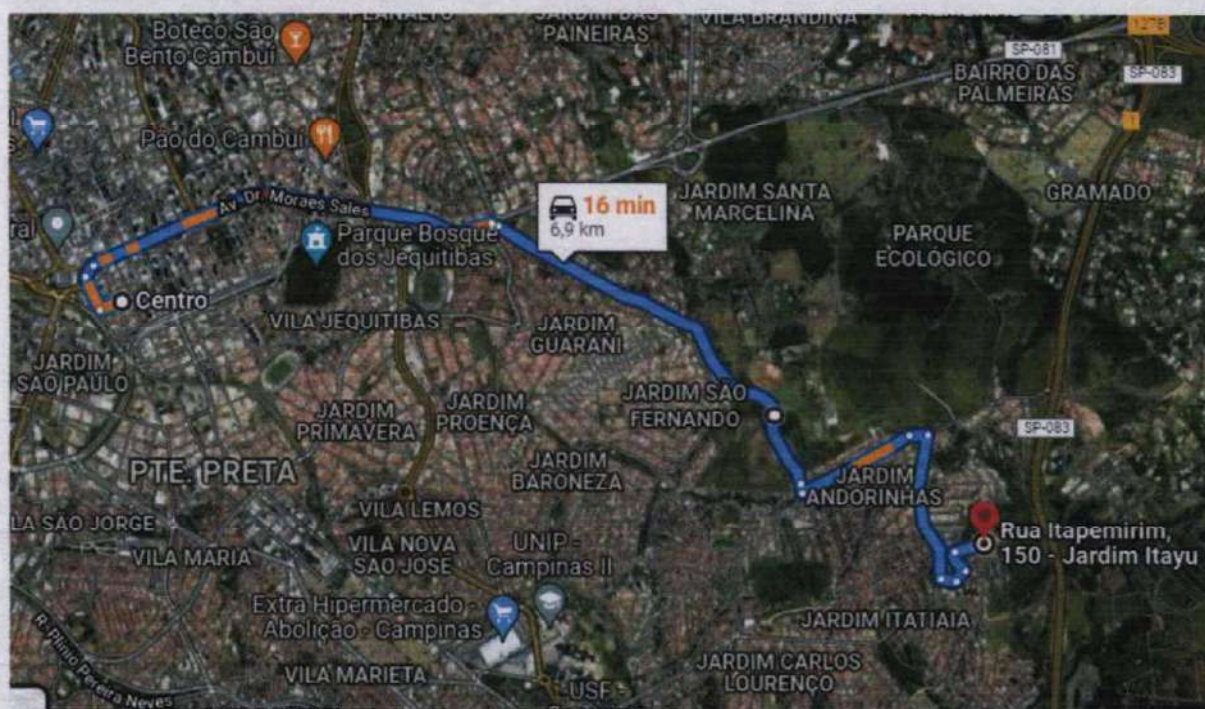 JARDIM DAS
PAINEIRAS
VILA BRANDINA
Boteco São
Bento Cambuí
SP-081
SP-083
BAIRRO DAS
PALMEIRAS
Pão do Cambuí
JARDIM SANTA
MARCELINA
GRAMADO
16 min
6,9 km
Av. Dr. Moraes Sales
PARQUE
ECOLÓGICO
Parque Bosque
dos Jequitibás
Centro
VILA JEQUITIBAS
JARDIM
GUARANI
JARDIM
SÃO PAULO
JARDIM SÃO
FERNANDO
JARDIM
PRIMAVERA
JARDIM
PROENÇA
SP-083
PTE. PRETA
JARDIM
BARONEZA
JARDIM
ANDORINHAS
VILA LEMOS
Rua Itapemirim,
150 - Jardim Itayu
LA SÃO JORGE
VILA MARIA
VILA NOVA
SÃO JOSÉ
UNIP -
Campinas II
Extra Hipermercado -
Abolição - Campinas
JARDIM ITATIAIA
R. Plínio Pereira Neves
VILA MARIETA
JARDIM CARLOS
LOURENÇO
USF -